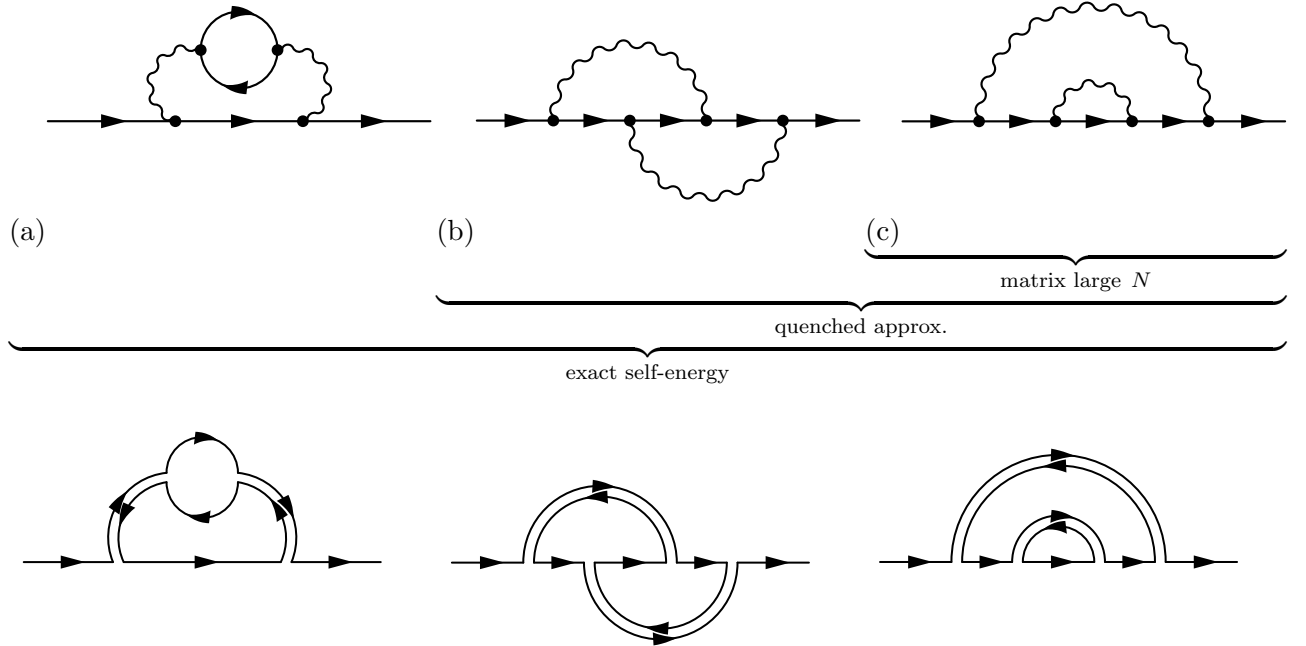 (a) (b) (c)
matrix large N
quenched approx.
exact self-energy